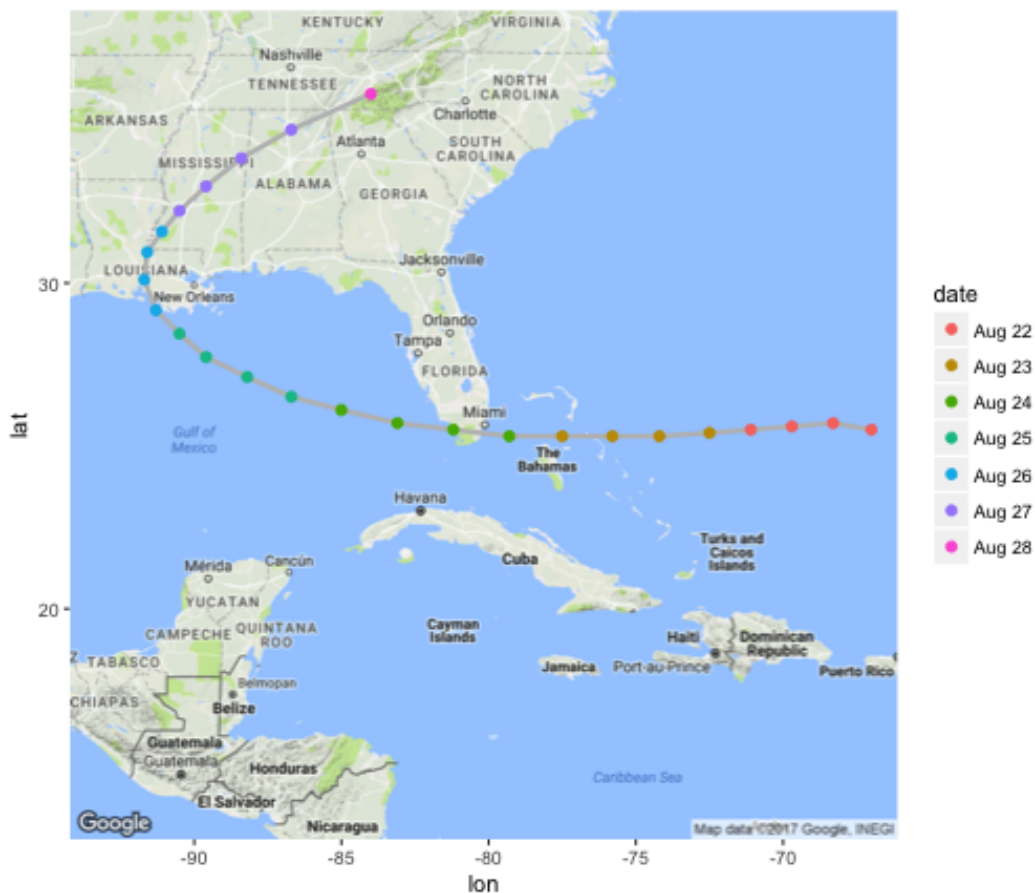 KENTUCKY
VIRGINIA
Nashville
TENNESSEE
NORTH
CAROLINA
ARKANSAS
Charlotte
Atlanta
SOUTH
CAROLINA
MISSISSIPPI
ALABAMA
GEORGIA
Jacksonville
LOUISIANA
New Orleans
Orlando
Tampa
FLORIDA
Miami
Gulf of
Mexico
The
Bahamas
Havana
Cuba
Turks and
Caicos
Islands
Mérida
Cancún
YUCATAN
CAMPECHE
QUINTANA
ROO
Cayman
Islands
Haiti
Dominican
Republic
TABASCO
Jamaica
Port-au-Prince
Puerto Rico
Belmopan
CHIAPAS
Belize
Guatemala
Guatemala
Honduras
Caribbean Sea
El Salvador
Nicaragua
Google
Map data ©2017 Google, INEGI
30
20
lat
-90
-85
-80
-75
-70
lon
date
Aug 22
Aug 23
Aug 24
Aug 25
Aug 26
Aug 27
Aug 28